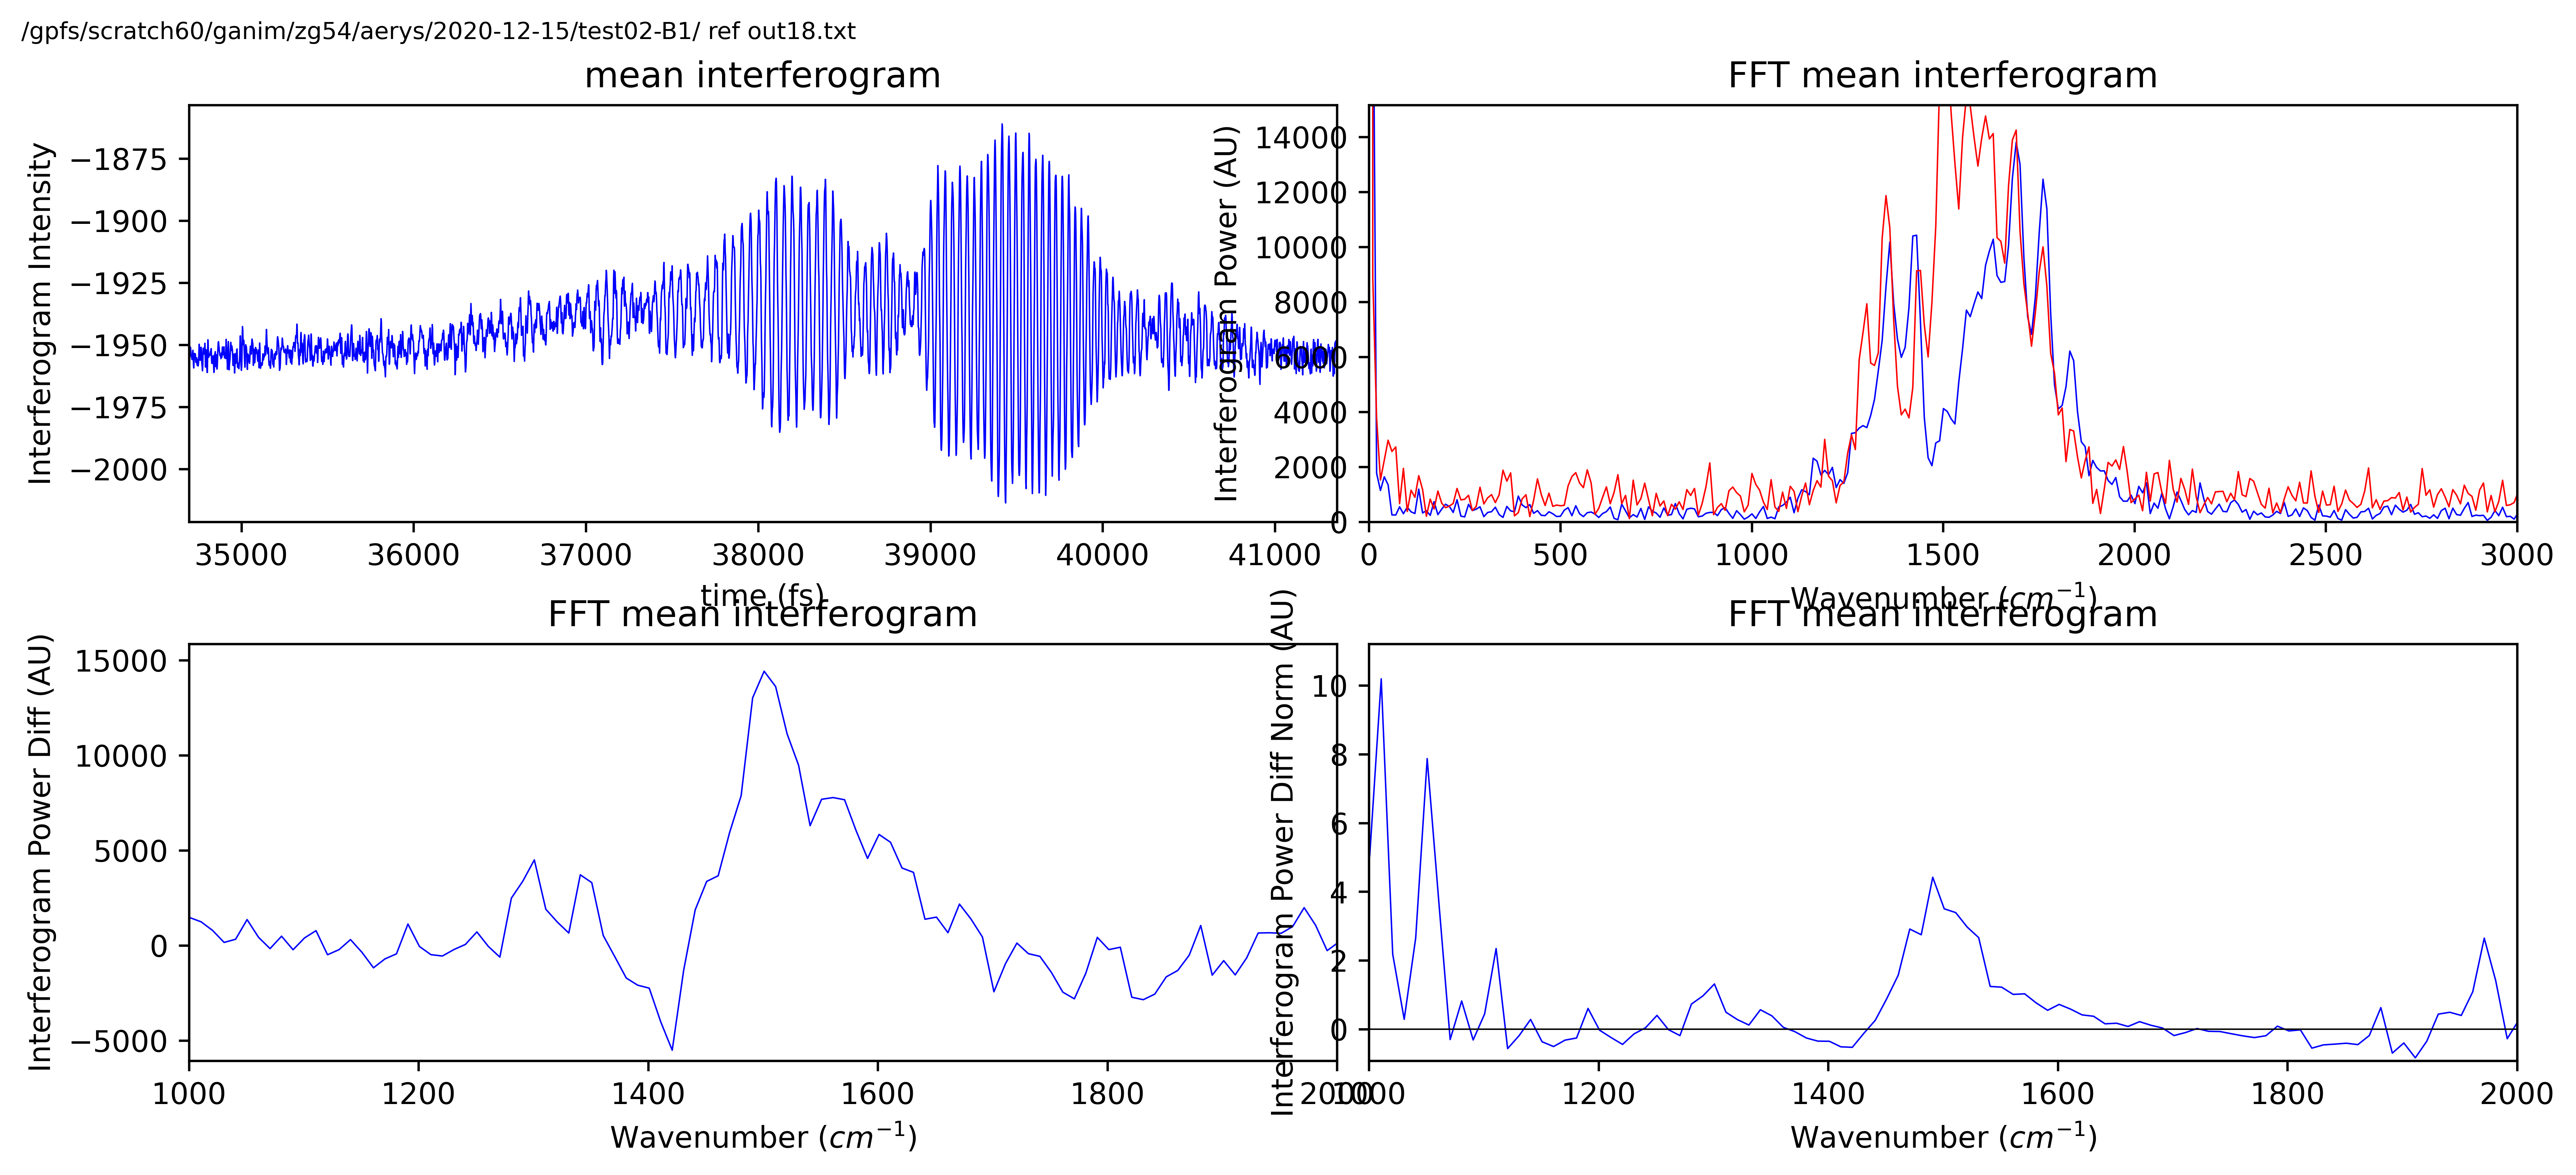 /gpfs/scratch60/ganim/zg54/aerys/2020-12-15/test02-B1/ ref out18.txt
mean interferogram
Interferogram Intensity
−1875
−1900
−1925
−1950
−1975
−2000
35000 36000 37000 38000 39000 40000 41000
time (fs)
FFT mean interferogram
Interferogram Power (AU)
14000
12000
10000
8000
6000
4000
2000
0
0 500 1000 1500 2000 2500 3000
Wavenumber (cm⁻¹)
FFT mean interferogram
Interferogram Power Diff (AU)
15000
10000
5000
0
−5000
1000 1200 1400 1600 1800 2000
Wavenumber (cm⁻¹)
FFT mean interferogram
Interferogram Power Diff Norm (AU)
10
8
6
4
2
0
1000 1200 1400 1600 1800 2000
Wavenumber (cm⁻¹)